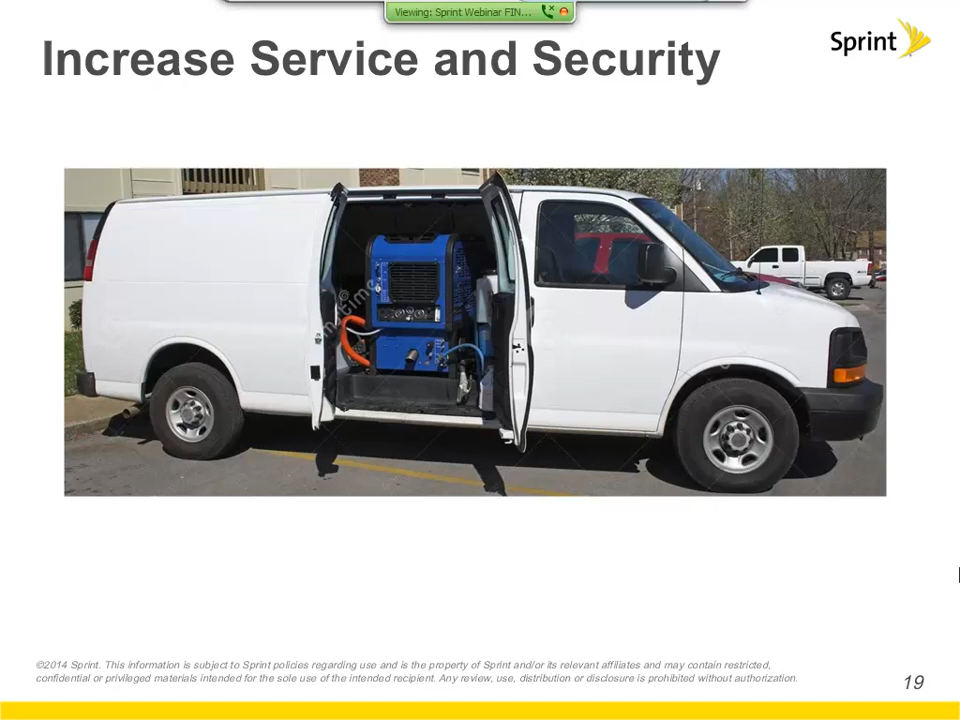 Viewing: Sprint Webinar FIN...
Increase Service and Security
Sprint
©2014 Sprint. This information is subject to Sprint policies regarding use and is the property of Sprint and/or its relevant affiliates and may contain restricted,
confidential or privileged materials intended for the sole use of the intended recipient. Any review, use, distribution or disclosure is prohibited without authorization.
19